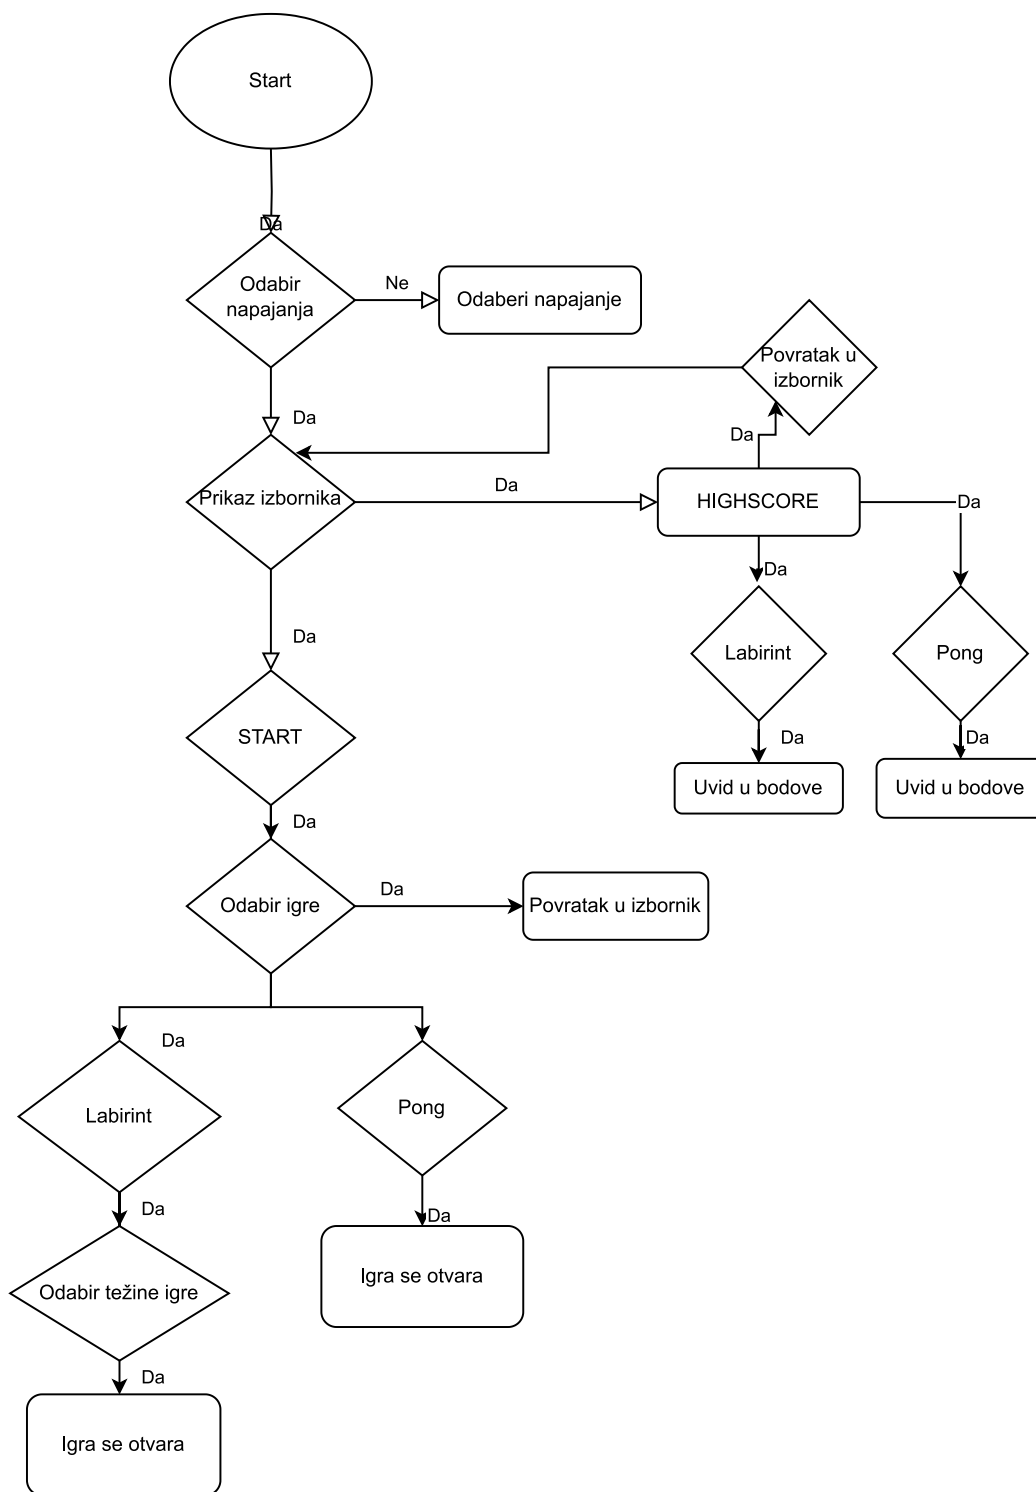 Start
Da
Odabir
napajanja
Ne
Odaberi napajanje
Povratak u
izbornik
Da
Da
Prikaz izbornika
Da
HIGHSCORE
Da
Da
Da
Labirint
Pong
START
Da
Da
Uvid u bodove
Uvid u bodove
Da
Odabir igre
Da
Povratak u izbornik
Da
Labirint
Pong
Da
Da
Odabir težine igre
Igra se otvara
Da
Igra se otvara